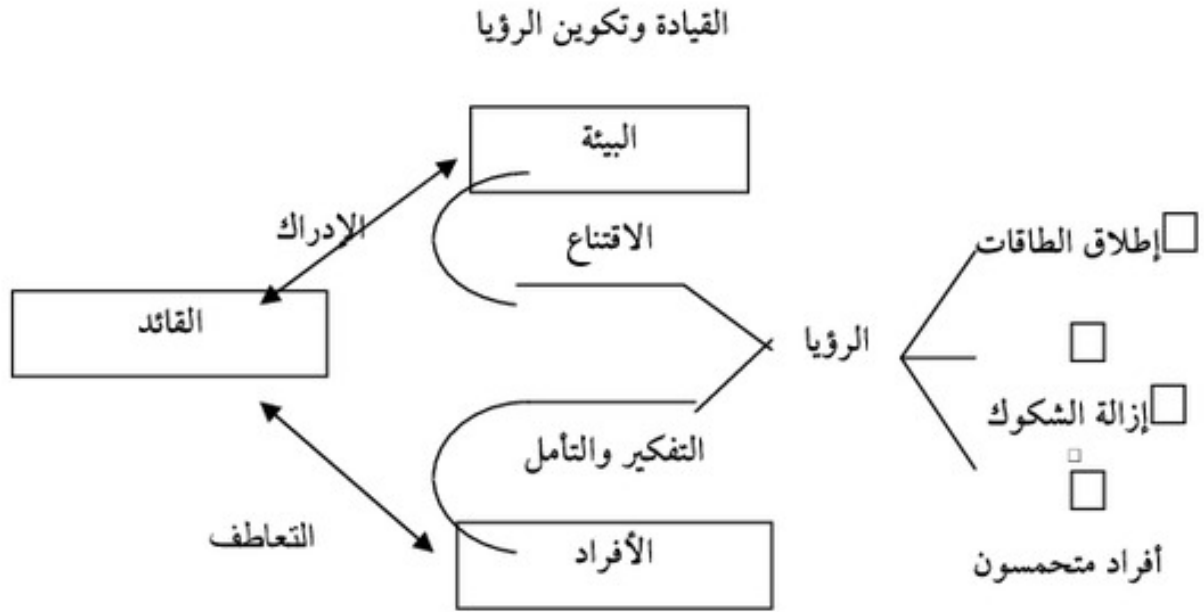 القيادة وتكوين الرؤيا
البيئة
الإدراك
الاقتناع
إطلاق الطاقات
القائد
الرؤيا
إزالة الشكوك
التفكير والتأمل
التعاطف
الأفراد
أفراد متحمسون